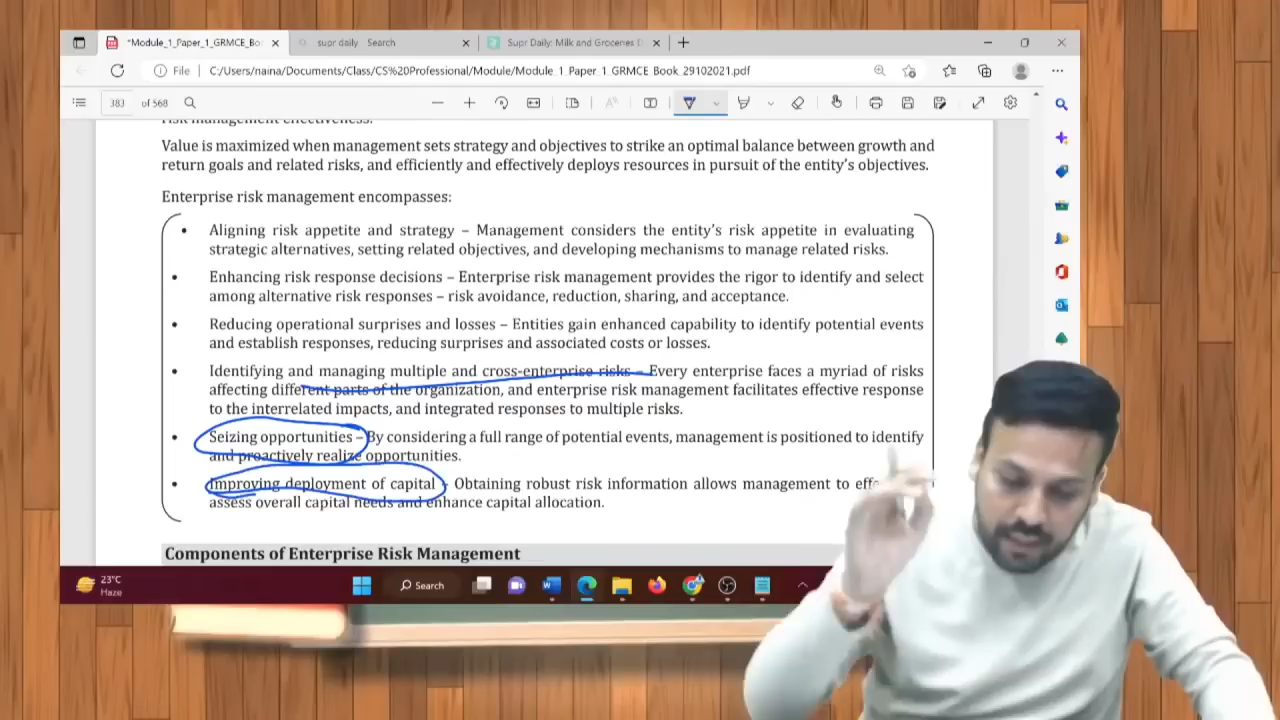 *Module_1_Paper_1_GRMCE_Bo
supr daily Search
Supr Daily: Milk and Groceries D
File C:/Users/naina/Documents/Class/CS%20Professional/Module/Module_1_Paper_1_GRMCE_Book_29102021.pdf
383 of 568
risk management effectiveness.
Value is maximized when management sets strategy and objectives to strike an optimal balance between growth and
return goals and related risks, and efficiently and effectively deploys resources in pursuit of the entity's objectives.
Enterprise risk management encompasses:
• Aligning risk appetite and strategy – Management considers the entity's risk appetite in evaluating
strategic alternatives, setting related objectives, and developing mechanisms to manage related risks.
• Enhancing risk response decisions – Enterprise risk management provides the rigor to identify and select
among alternative risk responses – risk avoidance, reduction, sharing, and acceptance.
• Reducing operational surprises and losses – Entities gain enhanced capability to identify potential events
and establish responses, reducing surprises and associated costs or losses.
• Identifying and managing multiple and cross-enterprise risks – Every enterprise faces a myriad of risks
affecting different parts of the organization, and enterprise risk management facilitates effective response
to the interrelated impacts, and integrated responses to multiple risks.
• Seizing opportunities – By considering a full range of potential events, management is positioned to identify
and proactively realize opportunities.
• Improving deployment of capital – Obtaining robust risk information allows management to eff
assess overall capital needs and enhance capital allocation.
Components of Enterprise Risk Management
23°C
Haze
Search